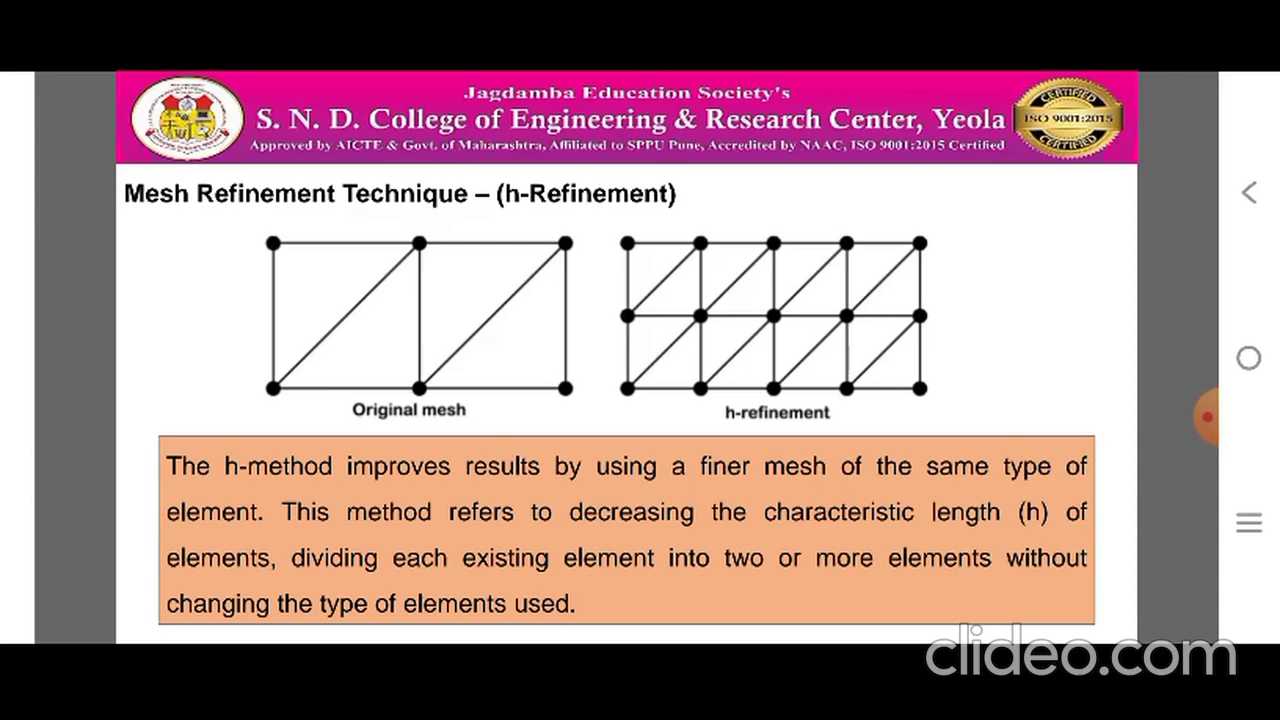 Jagdamba Education Society's
S. N. D. College of Engineering & Research Center, Yeola
Approved by AICTE & Govt. of Maharashtra, Affiliated to SPPU Pune, Accredited by NAAC, ISO 9001:2015 Certified
CERTIFIED
ISO 9001:2015
CERTIFIED
Mesh Refinement Technique – (h-Refinement)
Original mesh
h-refinement
The h-method improves results by using a finer mesh of the same type of
element. This method refers to decreasing the characteristic length (h) of
elements, dividing each existing element into two or more elements without
changing the type of elements used.
clideo.com